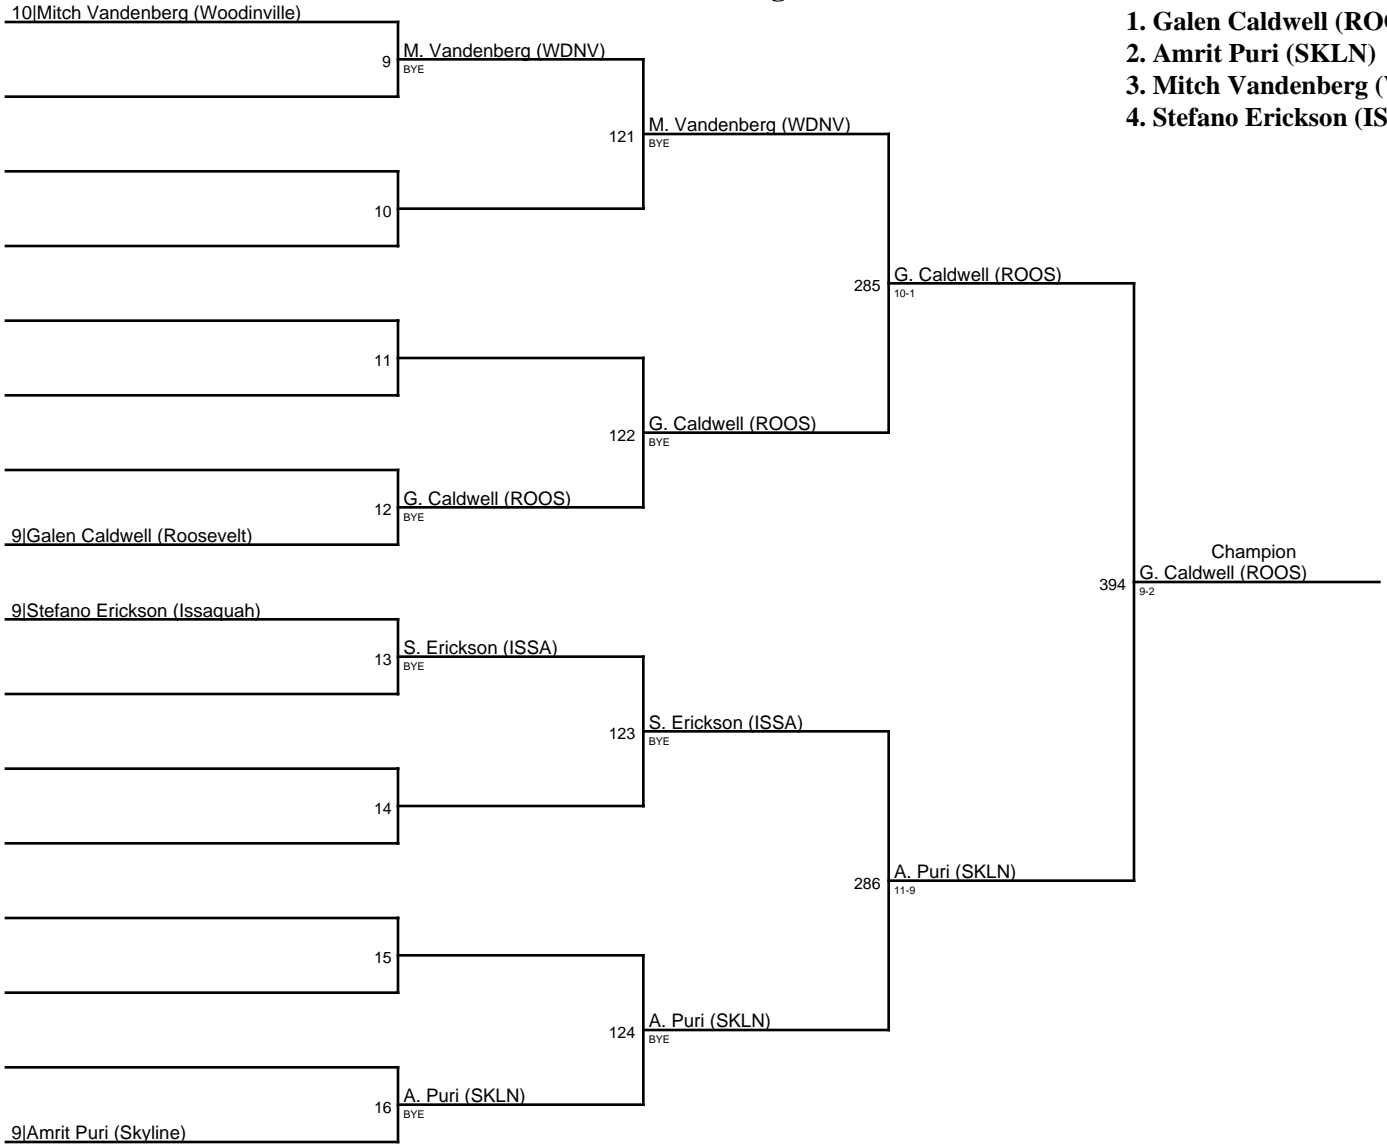 10|Mitch Vandenberg (Woodinville)
1. Galen Caldwell
2. Amrit Puri (SKLN)
3. Mitch Vandenberg
4. Stefano Erickson
9 M. Vandenberg (WDNV)
BYE
121 M. Vandenberg (WDNV)
BYE
10
285 G. Caldwell (ROOS)
10-1
11
122 G. Caldwell (ROOS)
BYE
12 G. Caldwell (ROOS)
BYE
9|Galen Caldwell (Roosevelt)
Champion
394 G. Caldwell (ROOS)
9-2
9|Stefano Erickson (Issaquah)
13 S. Erickson (ISSA)
BYE
123 S. Erickson (ISSA)
BYE
14
286 A. Puri (SKLN)
11-9
15
124 A. Puri (SKLN)
BYE
16 A. Puri (SKLN)
BYE
9|Amrit Puri (Skyline)